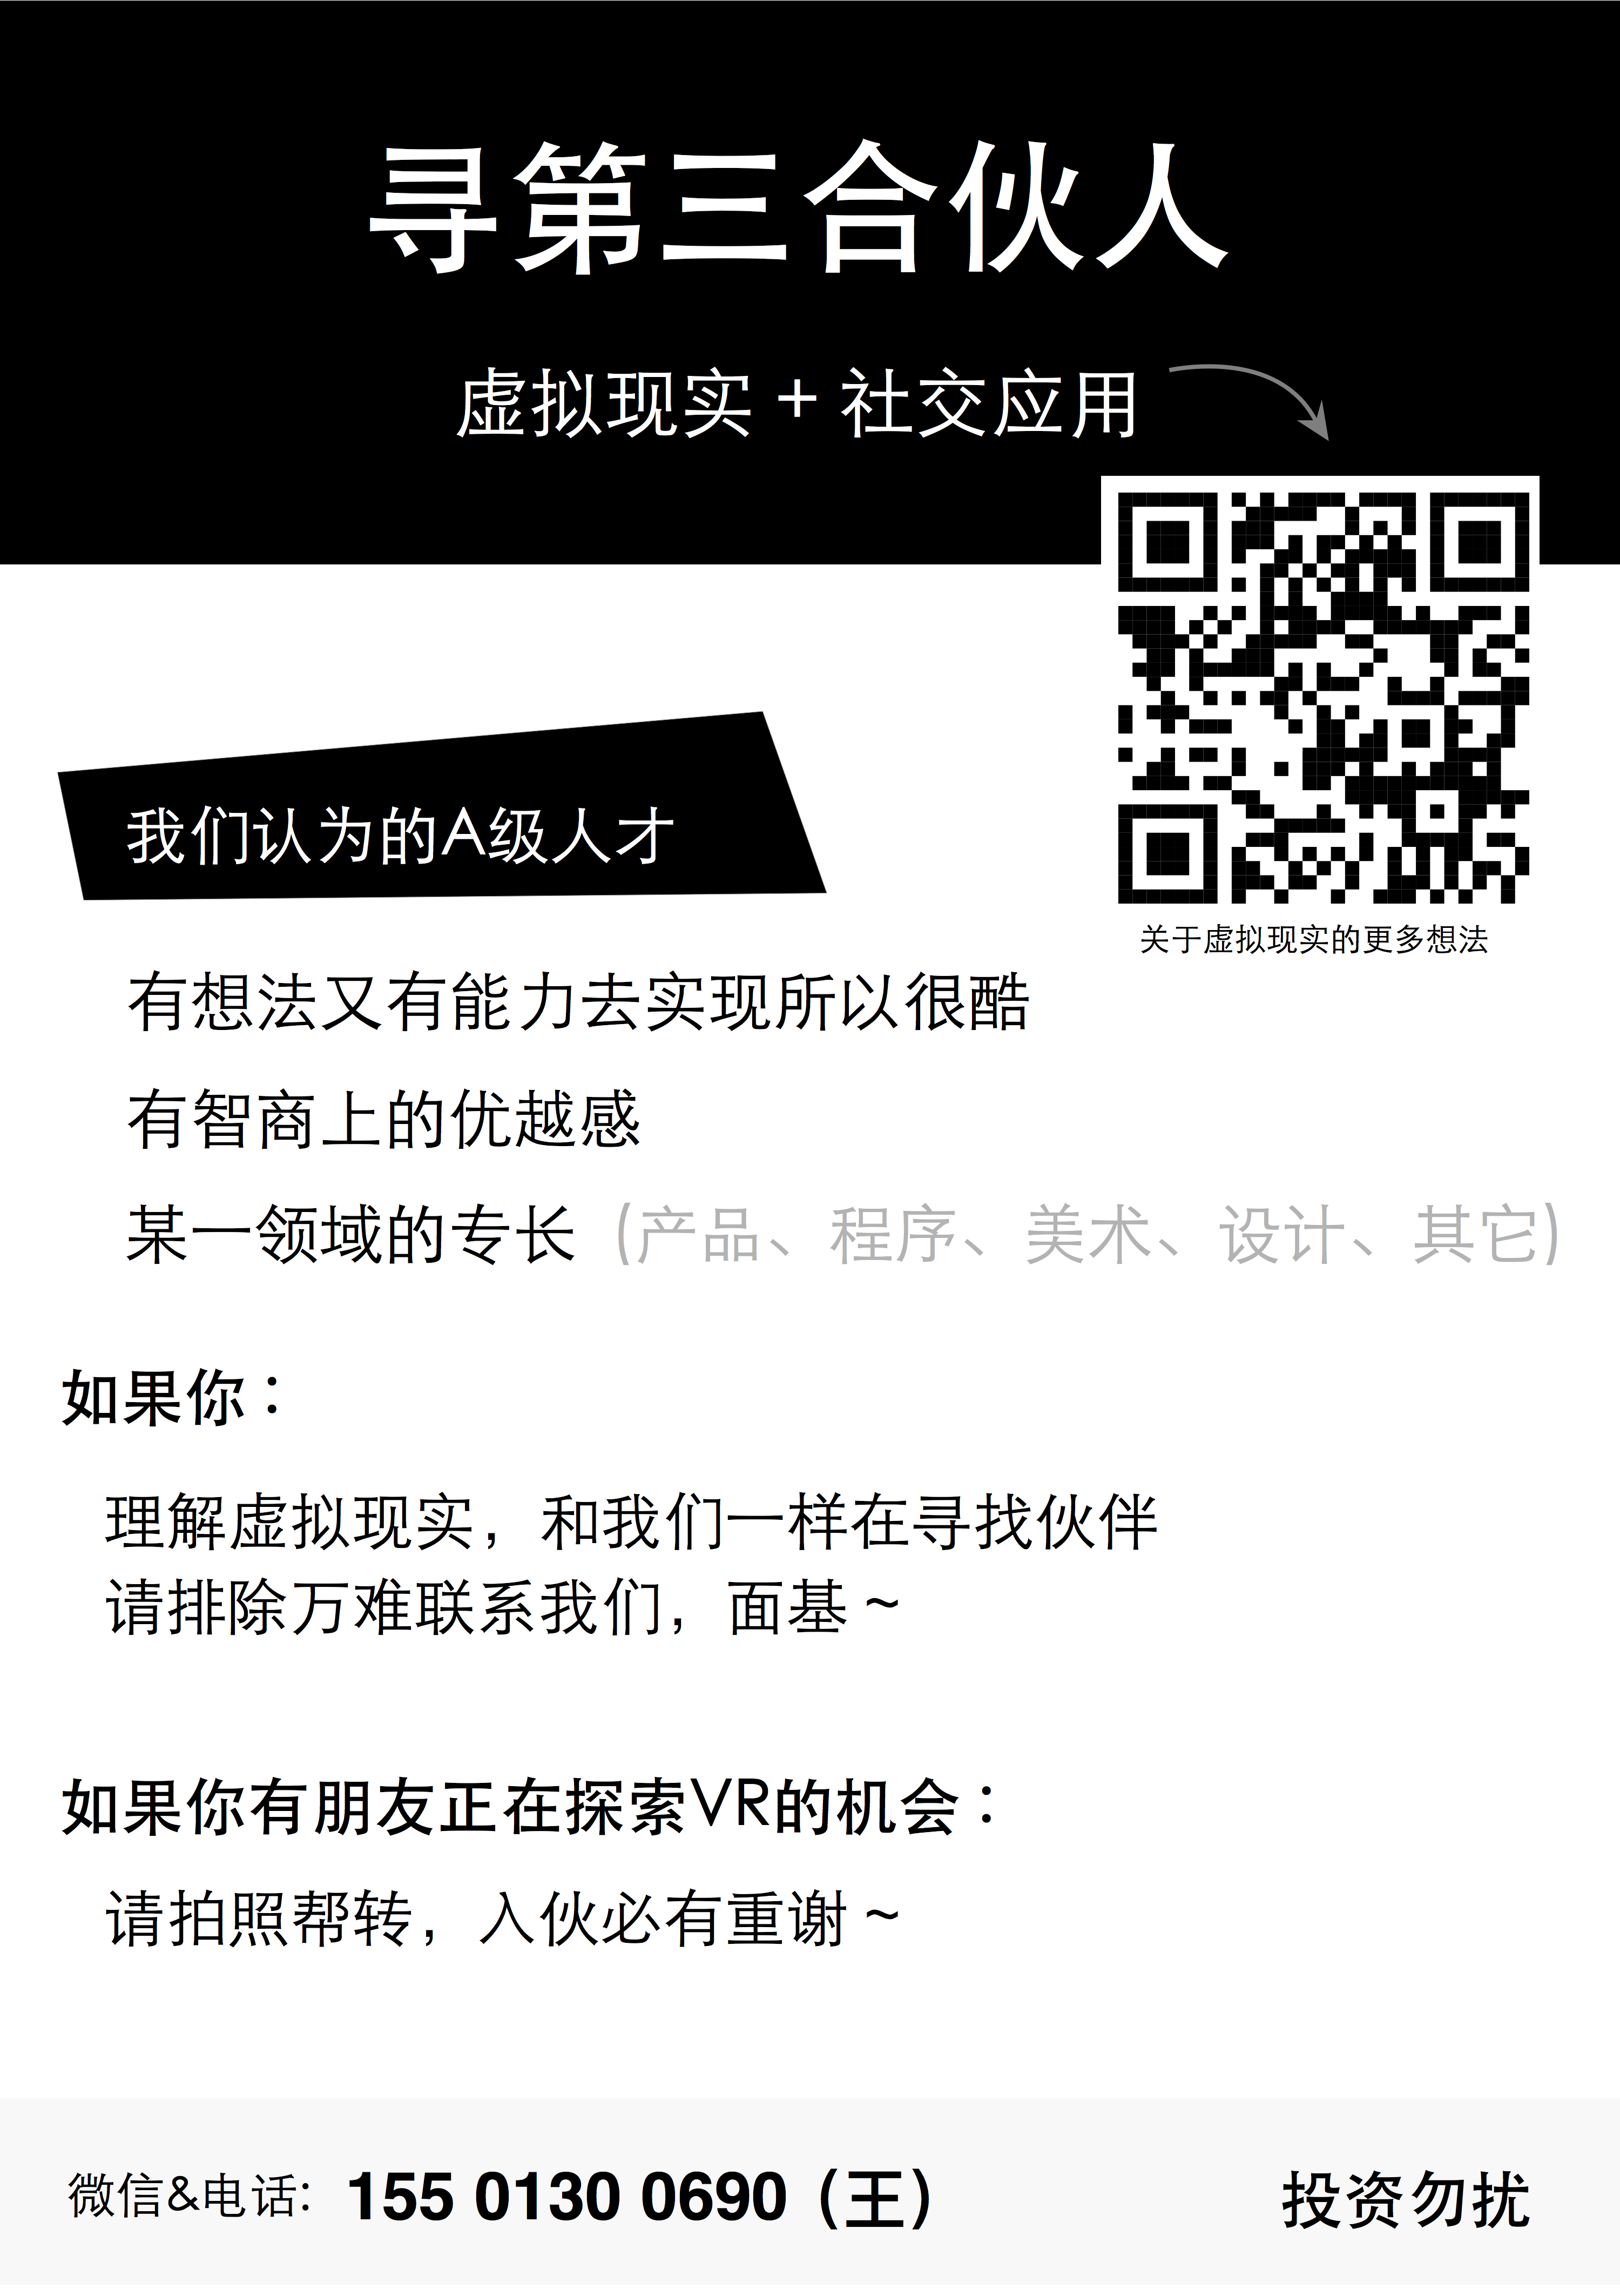 寻第三合伙人
虚拟现实 + 社交应用
关于虚拟现实的更多想法
我们认为的A级人才
有想法又有能力去实现所以很酷
有智商上的优越感
某一领域的专长 (产品、程序、美术、设计、其它)
如果你：
理解虚拟现实，和我们一样在寻找伙伴
请排除万难联系我们，面基 ~
如果你有朋友正在探索VR的机会：
请拍照帮转，入伙必有重谢 ~
微信&电话: 155 0130 0690 (王) 投资勿扰